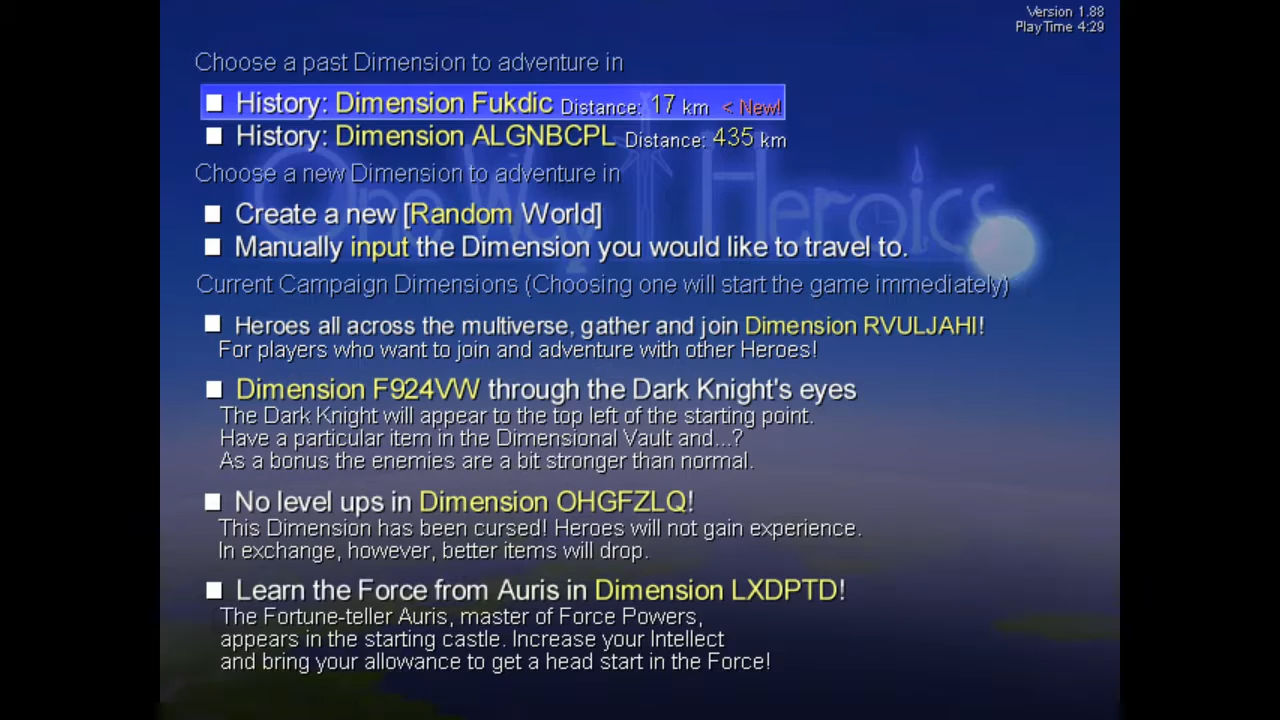 Version 1.88
PlayTime 4:29
Choose a past Dimension to adventure in
History: Dimension Fukdic Distance: 17 km < New!
History: Dimension ALGNBCPL Distance: 435 km
Choose a new Dimension to adventure in
Create a new [Random World]
Manually input the Dimension you would like to travel to.
One Way Heroics
Current Campaign Dimensions (Choosing one will start the game immediately)
Heroes all across the multiverse, gather and join Dimension RVULJAHI!
For players who want to join and adventure with other Heroes!
Dimension F924VW through the Dark Knight's eyes
The Dark Knight will appear to the top left of the starting point.
Have a particular item in the Dimensional Vault and...?
As a bonus the enemies are a bit stronger than normal.
No level ups in Dimension OHGFZLQ!
This Dimension has been cursed! Heroes will not gain experience.
In exchange, however, better items will drop.
Learn the Force from Auris in Dimension LXDPTD!
The Fortune-teller Auris, master of Force Powers,
appears in the starting castle. Increase your Intellect
and bring your allowance to get a head start in the Force!